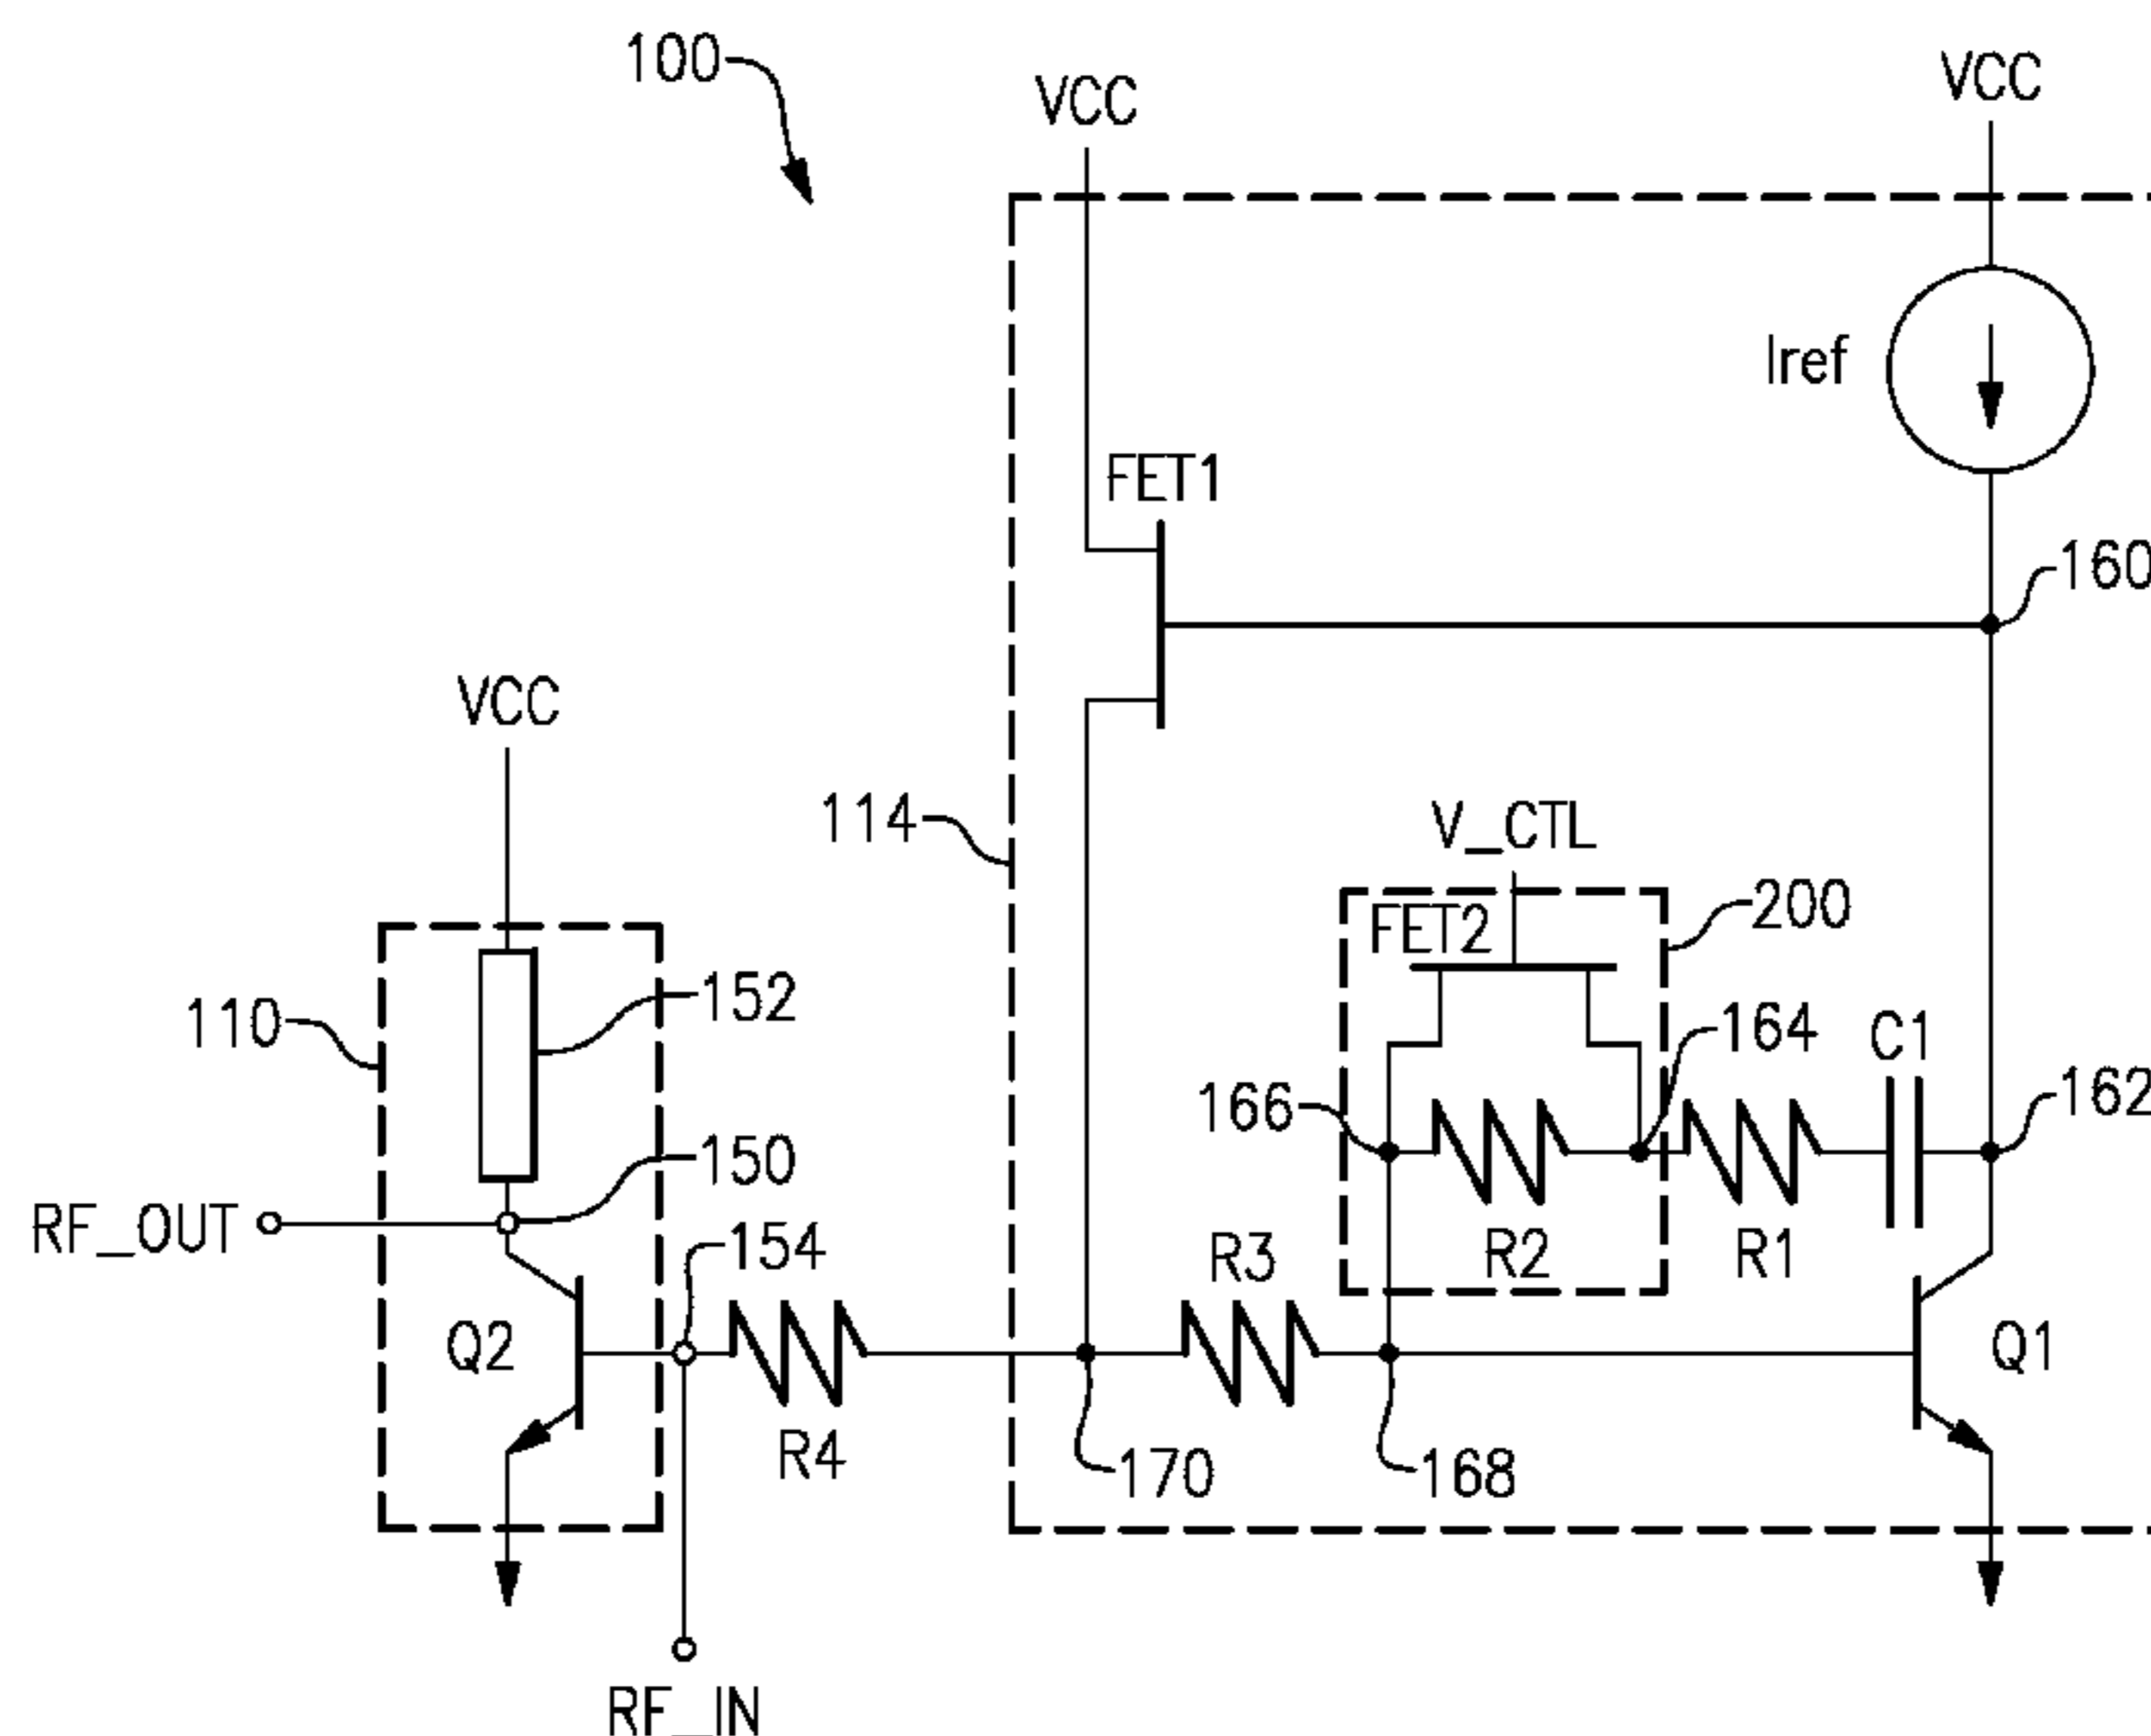 100
VCC
VCC
Iref
FET1
160
VCC
114
V_CTL
FET2
200
152
110
164
C1
166
162
150
RF_OUT
154
R3
R2
R1
Q2
Q1
R4
170
168
RF_IN